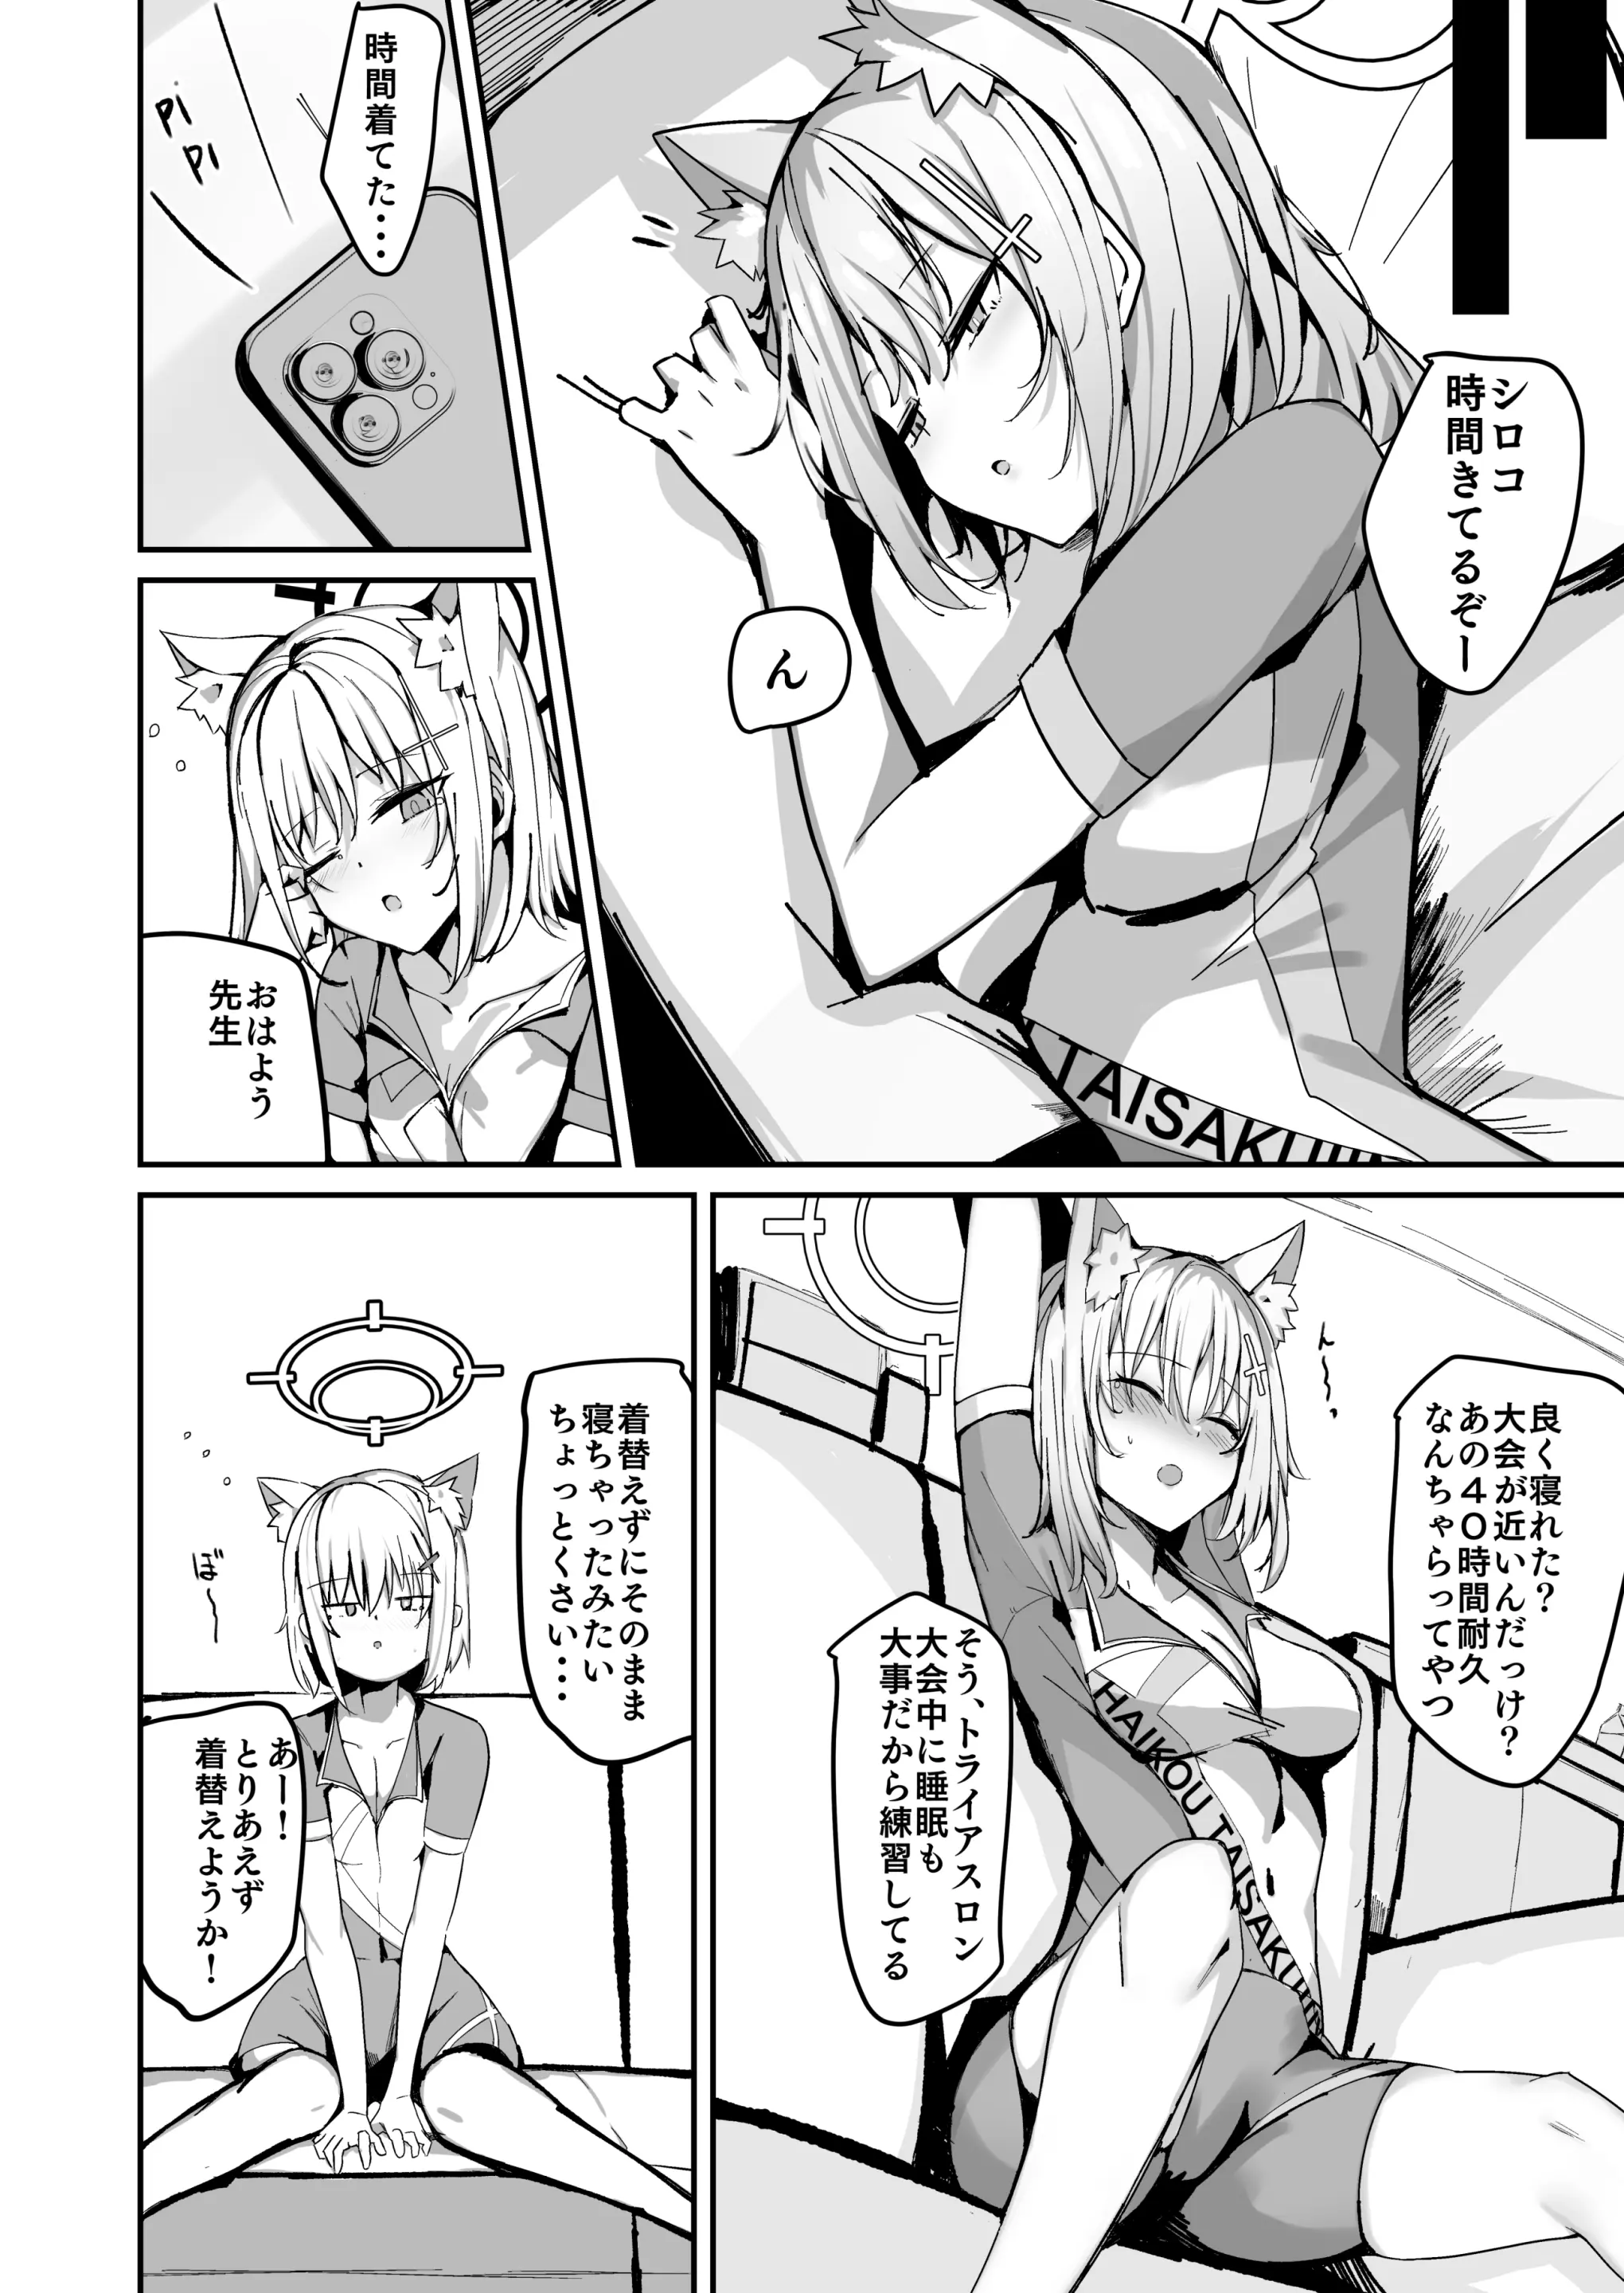 シロコ
時間きてるぞー
ん
時間着てた・・・
PI
PI
TAISAKU
おはよう
先生
良く寝れた？
大会が近いんだっけ？
あの４０時間耐久
なんちゃらってやつ
ん～～、
そう、トライアスロン
大会中に睡眠も
大事だから練習してる
HAIKOU TAISAKU
着替えずにそのまま
寝ちゃったみたい
ちょっとくさい・・・
ぼ～～
あー！
とりあえず
着替えようか！